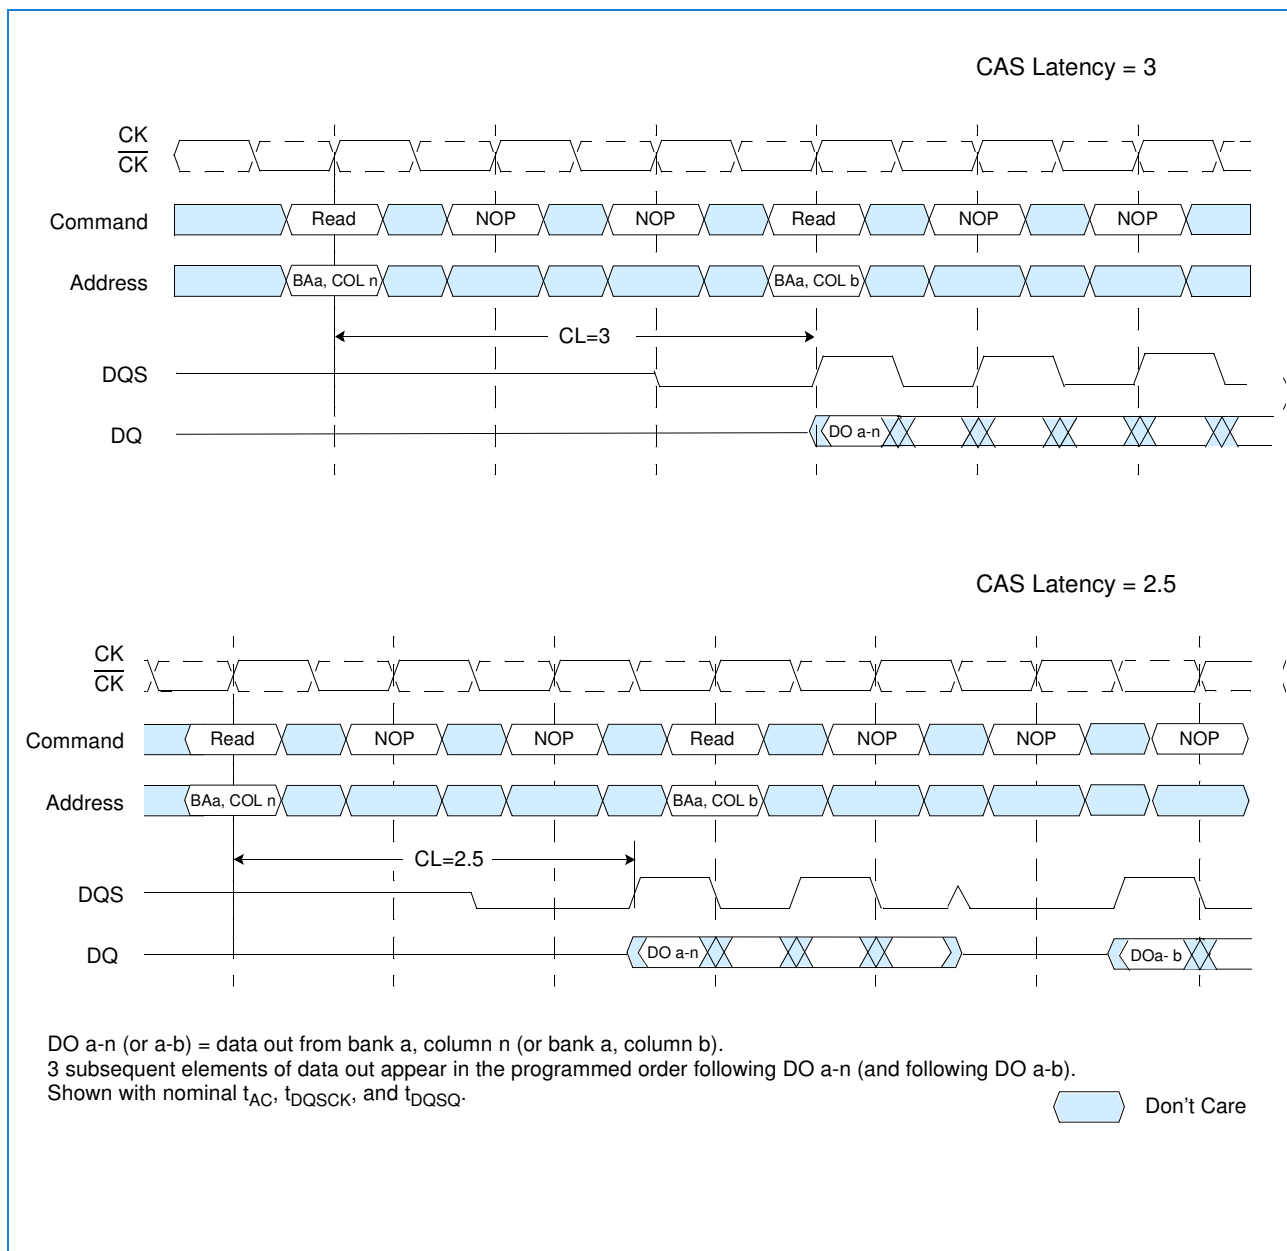 CAS Latency = 3
CK
CK
Command Read NOP NOP Read NOP NOP
Address BAa, COL n BAa, COL b
CL=3
DQS
DQ DO a-n
CAS Latency = 2.5
CK
CK
Command Read NOP NOP Read NOP NOP NOP
Address BAa, COL n BAa, COL b
CL=2.5
DQS
DQ DO a-n DOa- b
DO a-n (or a-b) = data out from bank a, column n (or bank a, column b).
3 subsequent elements of data out appear in the programmed order following DO a-n (and following DO a-b).
Shown with nominal tAC, tDQSCK, and tDQSQ.
Don't Care